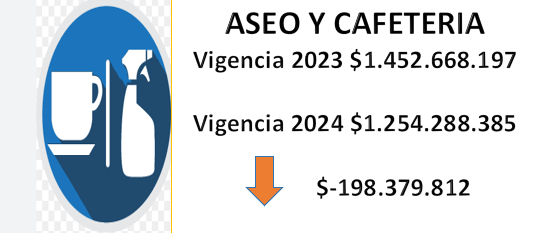 ASEO Y CAFETERIA
Vigencia 2023 $1.452.668.197
Vigencia 2024 $1.254.288.385
$-198.379.812